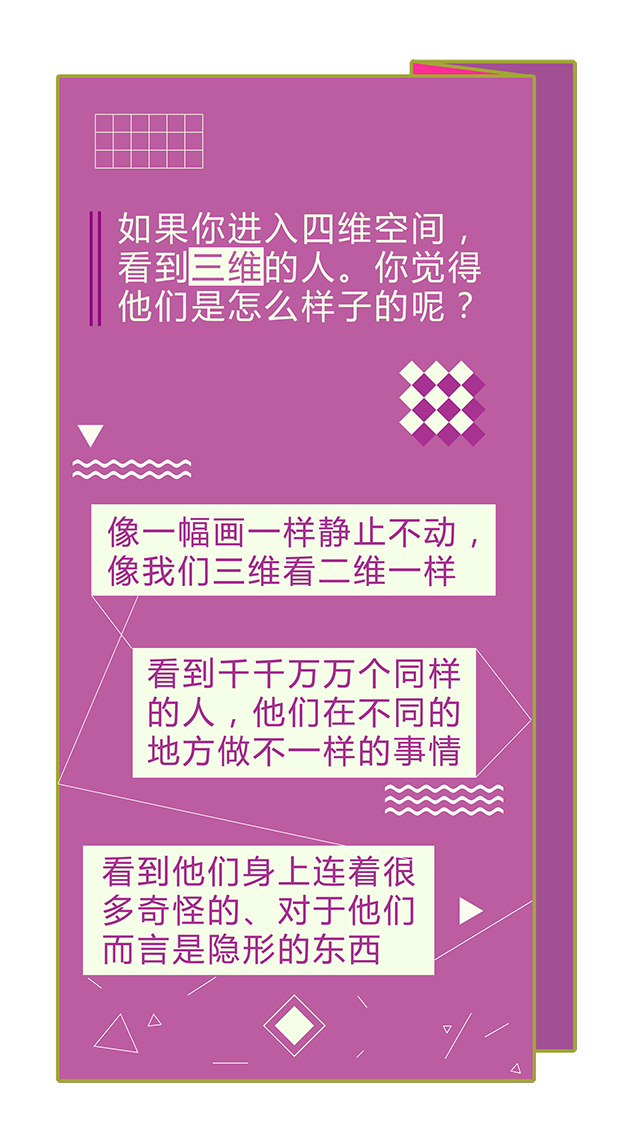 如果你进入四维空间，
看到三维的人。你觉得
他们是怎么样子的呢？
像一幅画一样静止不动，
像我们三维看二维一样
看到千千万万个同样
的人，他们在不同的
地方做不一样的事情
看到他们身上连着很
多奇怪的、对于他们
而言是隐形的东西